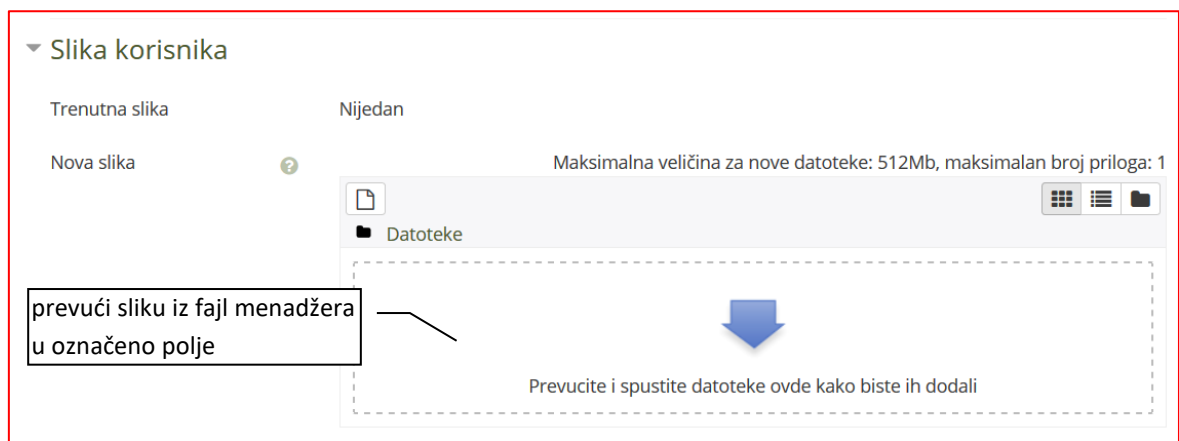 Slika korisnika
Trenutna slika Nijedan
Nova slika Maksimalna veličina za nove datoteke: 512Mb, maksimalan broj priloga: 1
Datoteke
prevući sliku iz fajl menadžera
u označeno polje
Prevucite i spustite datoteke ovde kako biste ih dodali